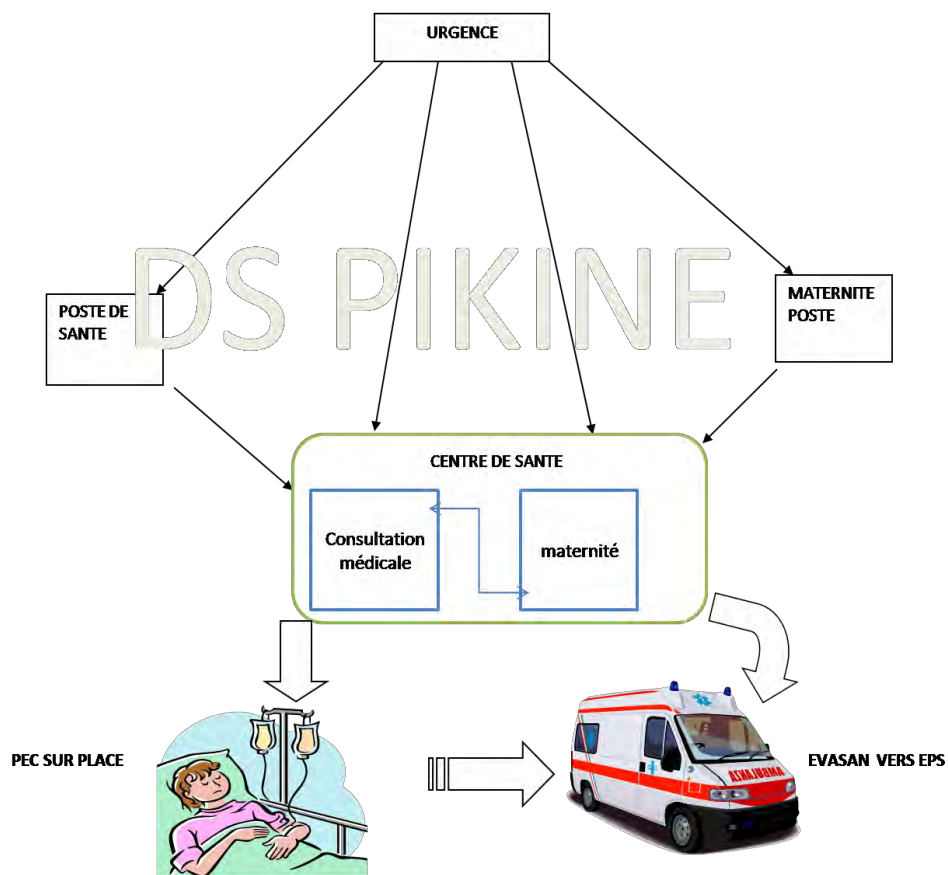 URGENCE
DS PIKINE
POSTE DE
SANTE
MATERNITE
POSTE
CENTRE DE SANTE
Consultation
médicale
maternité
PEC SUR PLACE
AMBULANZA
EVASAN VERS EPS